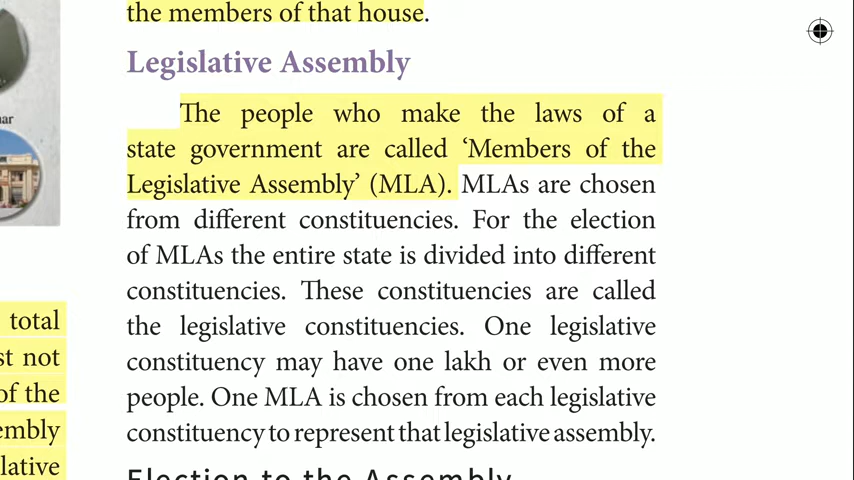 the members of that house.
Legislative Assembly
The people who make the laws of a
state government are called ‘Members of the
Legislative Assembly’ (MLA). MLAs are chosen
from different constituencies. For the election
of MLAs the entire state is divided into different
constituencies. These constituencies are called
the legislative constituencies. One legislative
constituency may have one lakh or even more
people. One MLA is chosen from each legislative
constituency to represent that legislative assembly.
Election to the Assembly
total
not
of the
lative